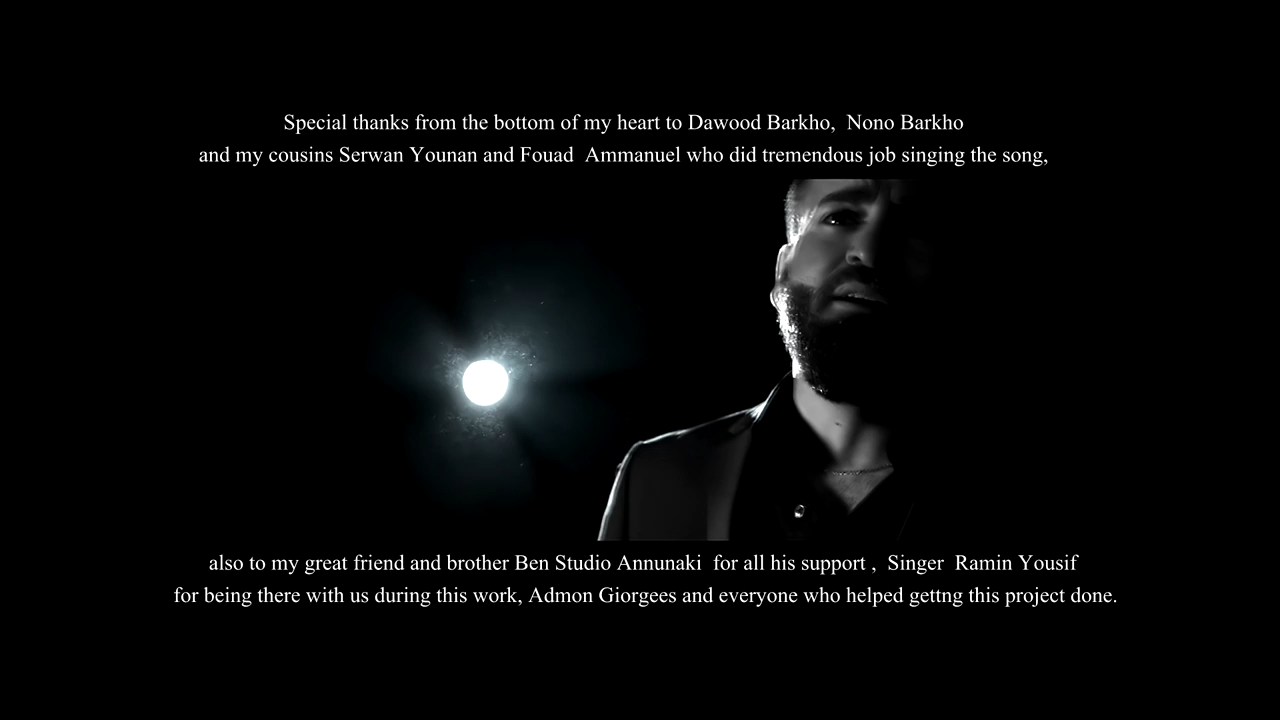 Special thanks from the bottom of my heart to Dawood Barkho,  Nono Barkho
and my cousins Serwan Younan and Fouad  Ammanuel who did tremendous job singing the song,
also to my great friend and brother Ben Studio Annunaki  for all his support ,  Singer  Ramin Yousif
for being there with us during this work, Admon Giorgees and everyone who helped gettng this project done.